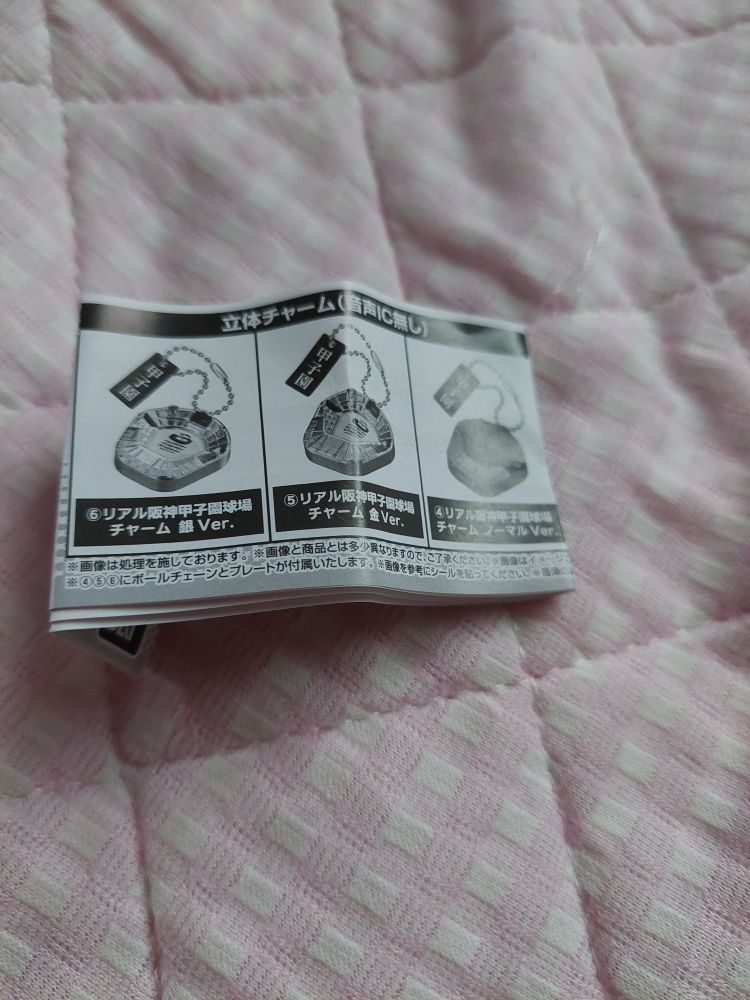 立体チャーム(音声IC無し)
甲子園
甲子園
甲子園
⑥リアル阪神甲子園球場
チャーム 銀Ver.
⑤リアル阪神甲子園球場
チャーム 金Ver.
④リアル阪神甲子園球場
チャーム ノーマルVer.
※画像は処理を施しております。※画像と商品とは多少異なりますので、ご了承ください。※画像はイメージ
※④⑤⑥にボールチェーンとプレートが付属いたします。※画像を参考にシールを貼ってください。